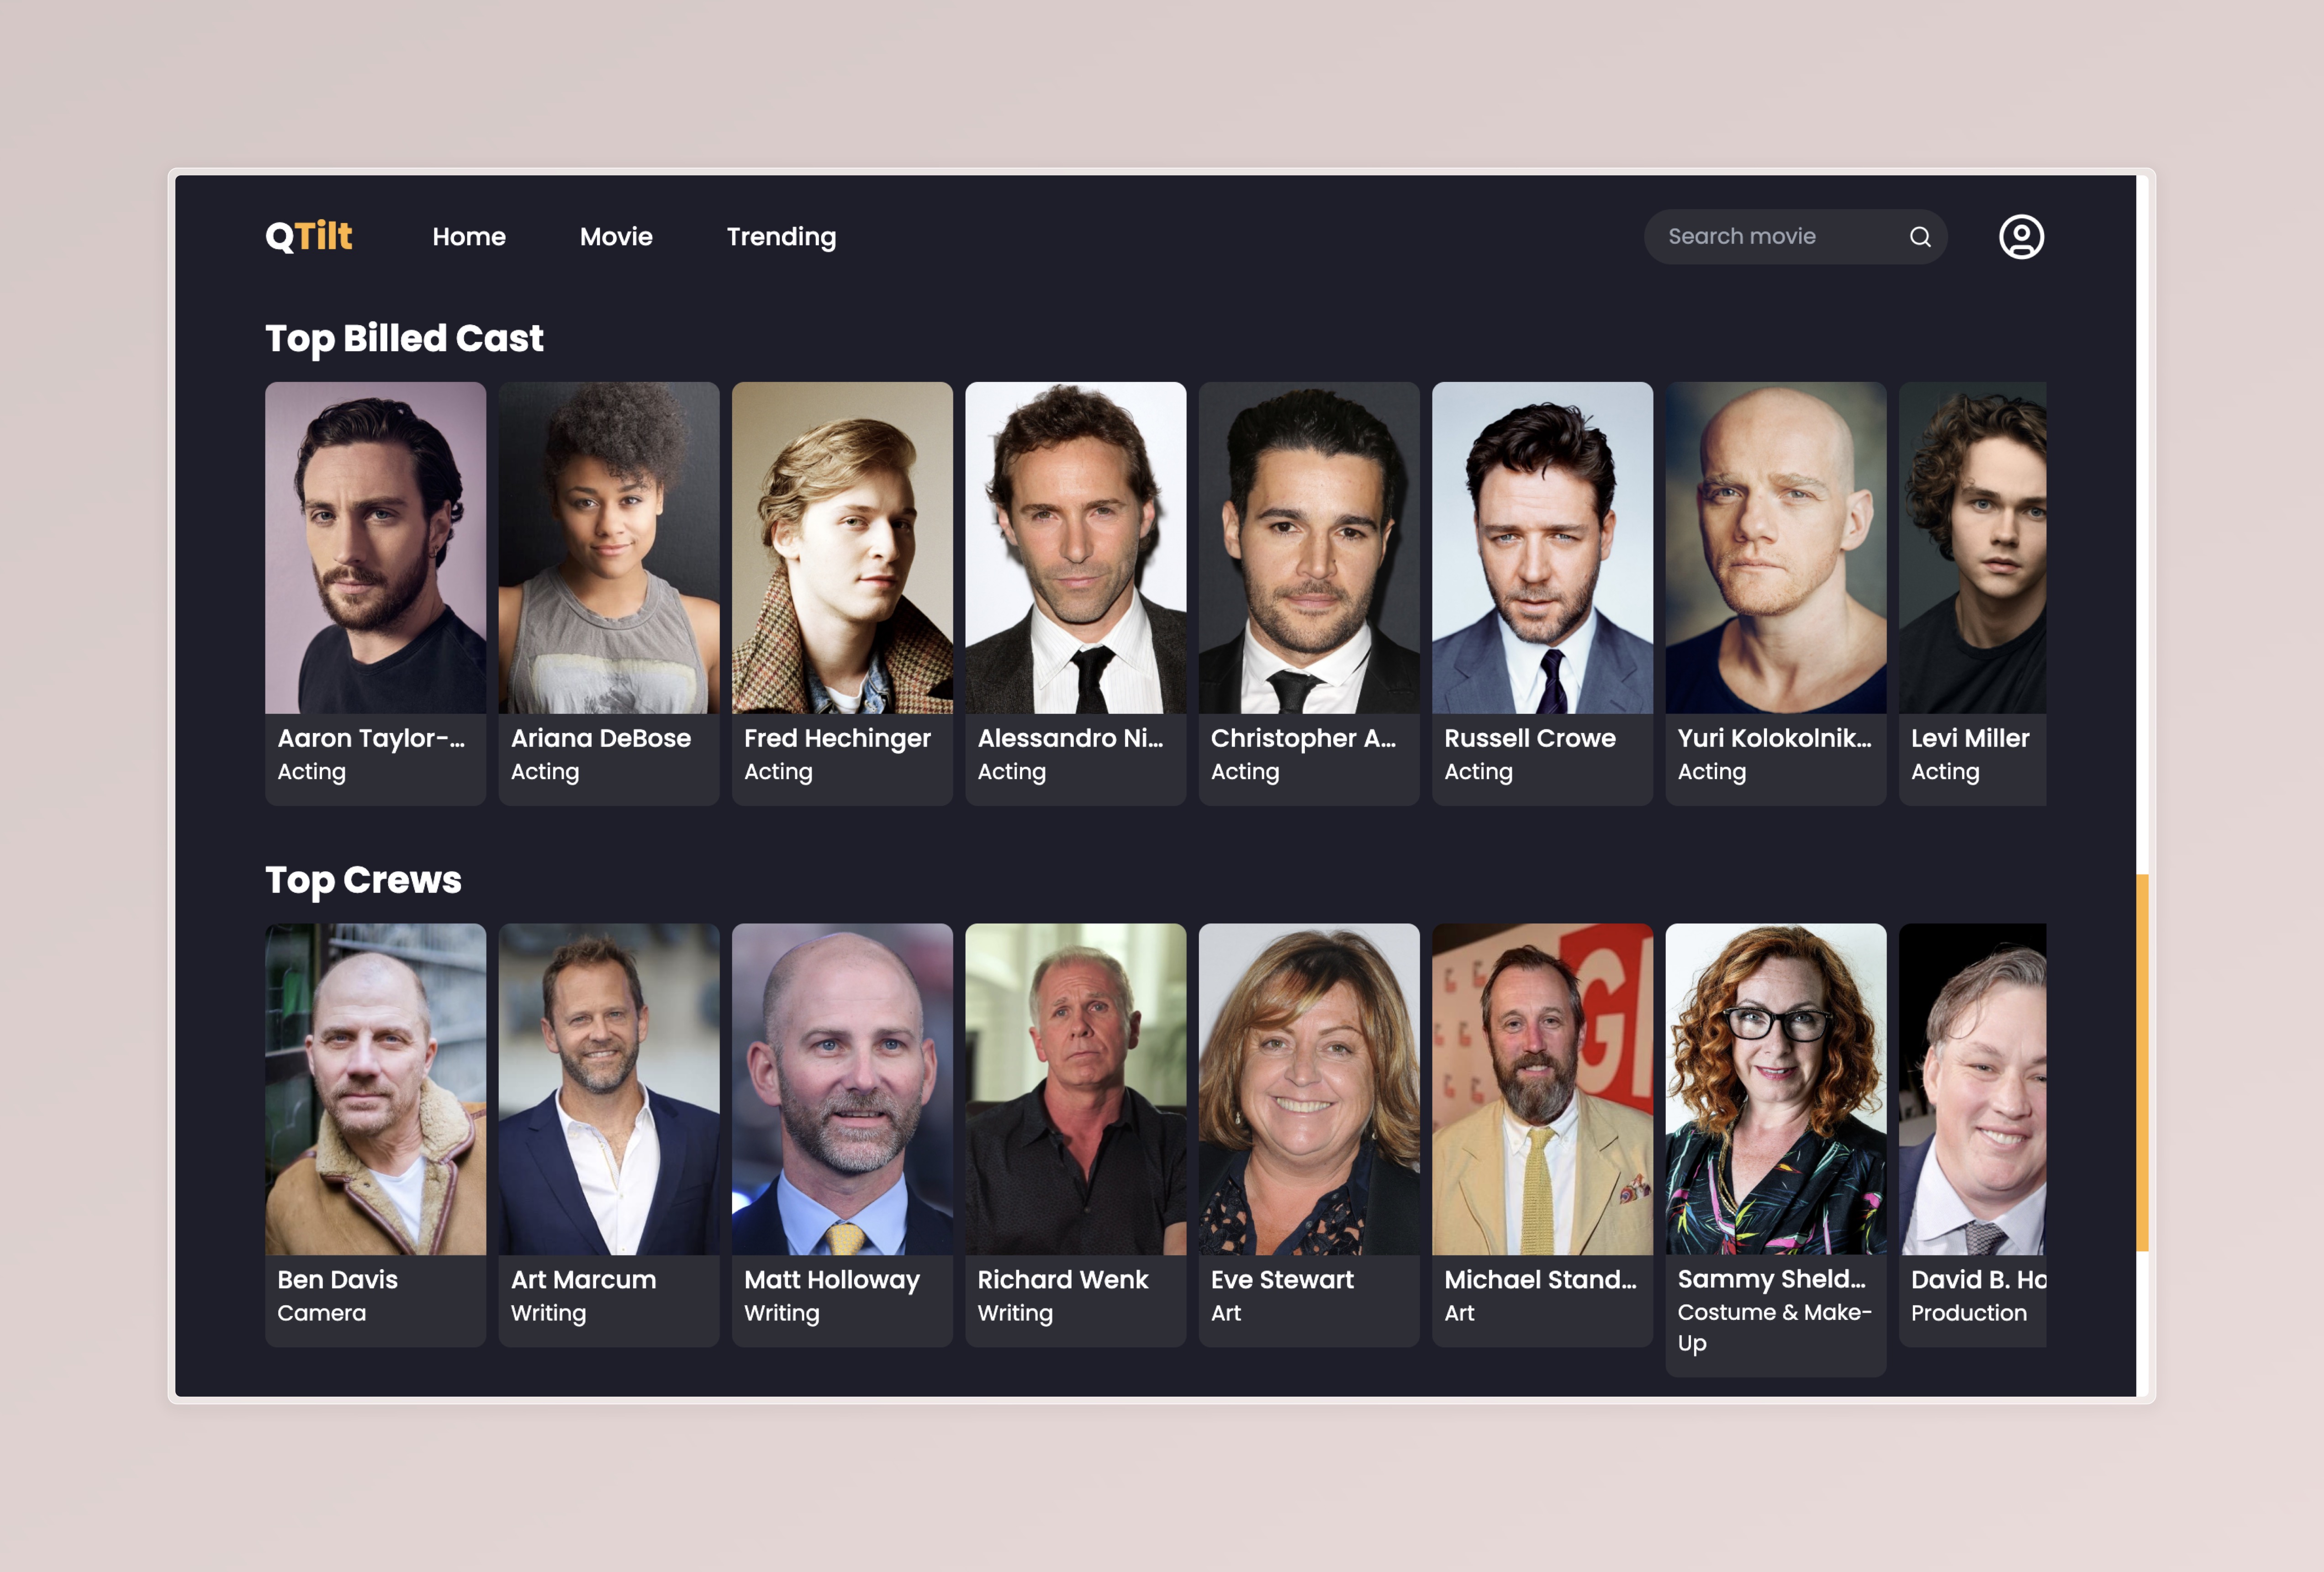 QTilt Home Movie Trending Search movie
Top Billed Cast
Aaron Taylor-... Ariana DeBose Fred Hechinger Alessandro Ni... Christopher A... Russell Crowe Yuri Kolokolnik... Levi Miller
Acting Acting Acting Acting Acting Acting Acting Acting
Top Crews
G
Ben Davis Art Marcum Matt Holloway Richard Wenk Eve Stewart Michael Stand... Sammy Sheld... David B. Ho
Camera Writing Writing Writing Art Art Costume & Make-Up Production